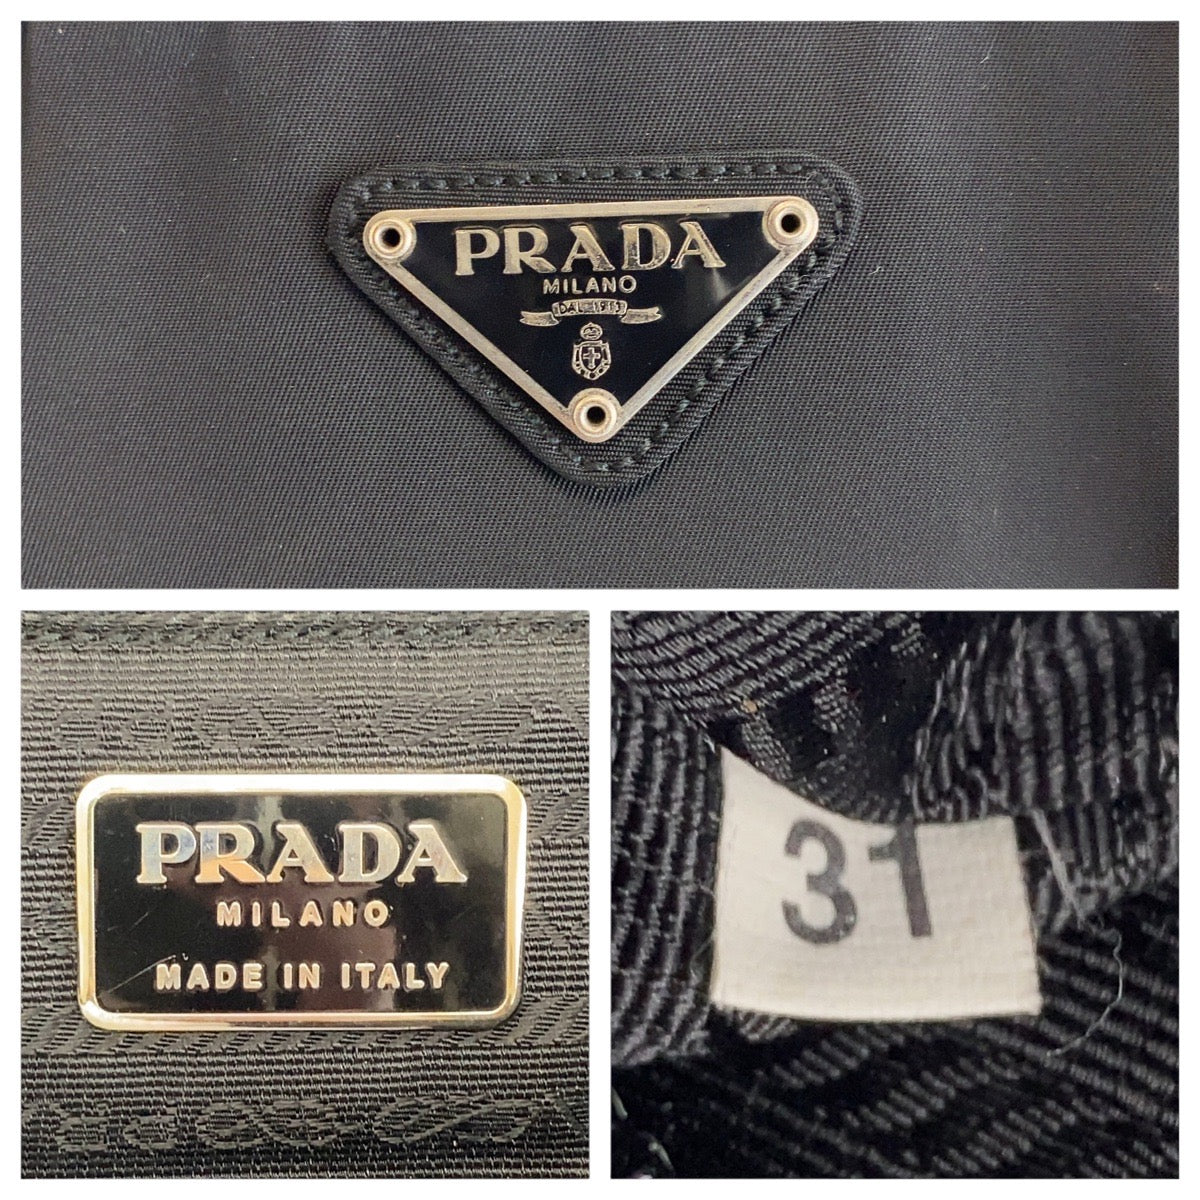 PRADA
MILANO
DAL 1913
PRADA
MILANO
MADE IN ITALY
31